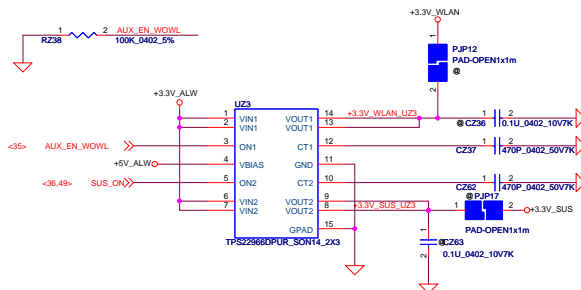 +3.3V_WLAN
1 2 AUX_EN_WOWL
RZ38 100K_0402_5%
1
PJP12
PAD-OPEN1x1m
@
2
+3.3V_ALW
UZ3
1 VIN1 VOUT1 14 +3.3V_WLAN_UZ3
2 VIN1 VOUT1 13
@CZ36 1 2 0.1U_0402_10V7K
<35> AUX_EN_WOWL 3 ON1 CT1 12
CZ37 1 2 470P_0402_50V7K
+5V_ALW 4 VBIAS GND 11
<36,49> SUS_ON 5 ON2 CT2 10
CZ62 1 2 470P_0402_50V7K
6 VIN2 VOUT2 9
7 VIN2 VOUT2 8 +3.3V_SUS_UZ3
@PJP17
1 2 +3.3V_SUS
PAD-OPEN1x1m
GPAD 15
TPS22966DPUR_SON14_2X3
1
@CZ63
2 0.1U_0402_10V7K